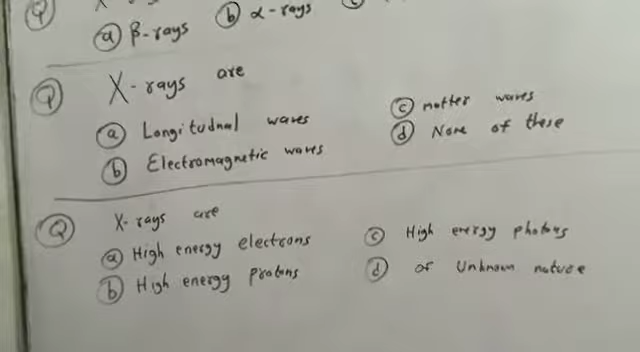 Q X
a β-rays b α-rays
Q X-rays are
a Longitudnal waves c matter waves
b Electromagnetic waves d None of these
Q X-rays are
a High energy electrons c High energy photons
b High energy protons d of Unknown nature